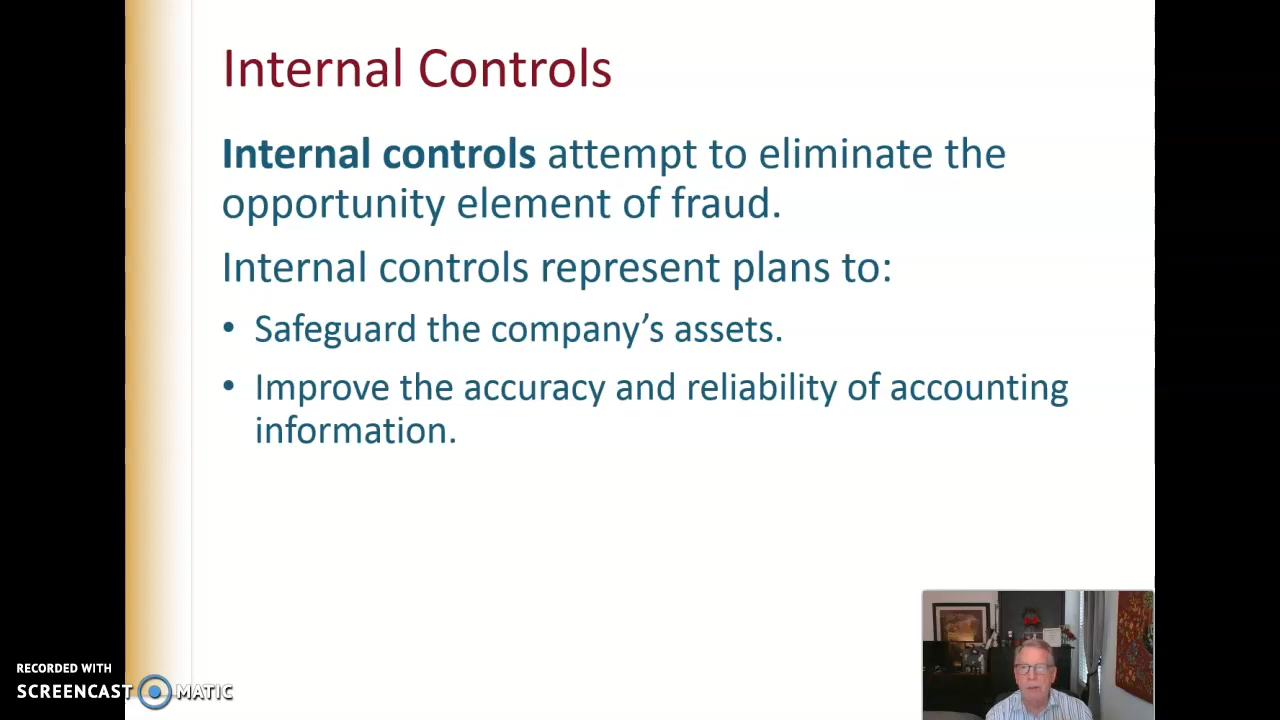 Internal Controls
Internal controls attempt to eliminate the
opportunity element of fraud.
Internal controls represent plans to:
• Safeguard the company’s assets.
• Improve the accuracy and reliability of accounting
information.
RECORDED WITH
SCREENCAST MATIC